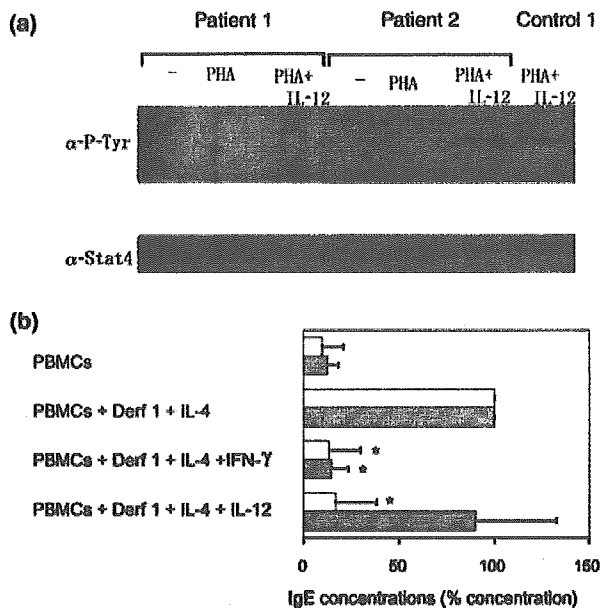 (a)
Patient 1 Patient 2 Control 1
- PHA PHA+ IL-12 - PHA PHA+ IL-12 PHA+ IL-12
α-P-Tyr
α-Stat4
(b)
PBMCs
PBMCs + Derf 1 + IL-4
PBMCs + Derf 1 + IL-4 +IFN-γ
* *
PBMCs + Derf 1 + IL-4 + IL-12
*
0 50 100 150
IgE concentrations (% concentration)